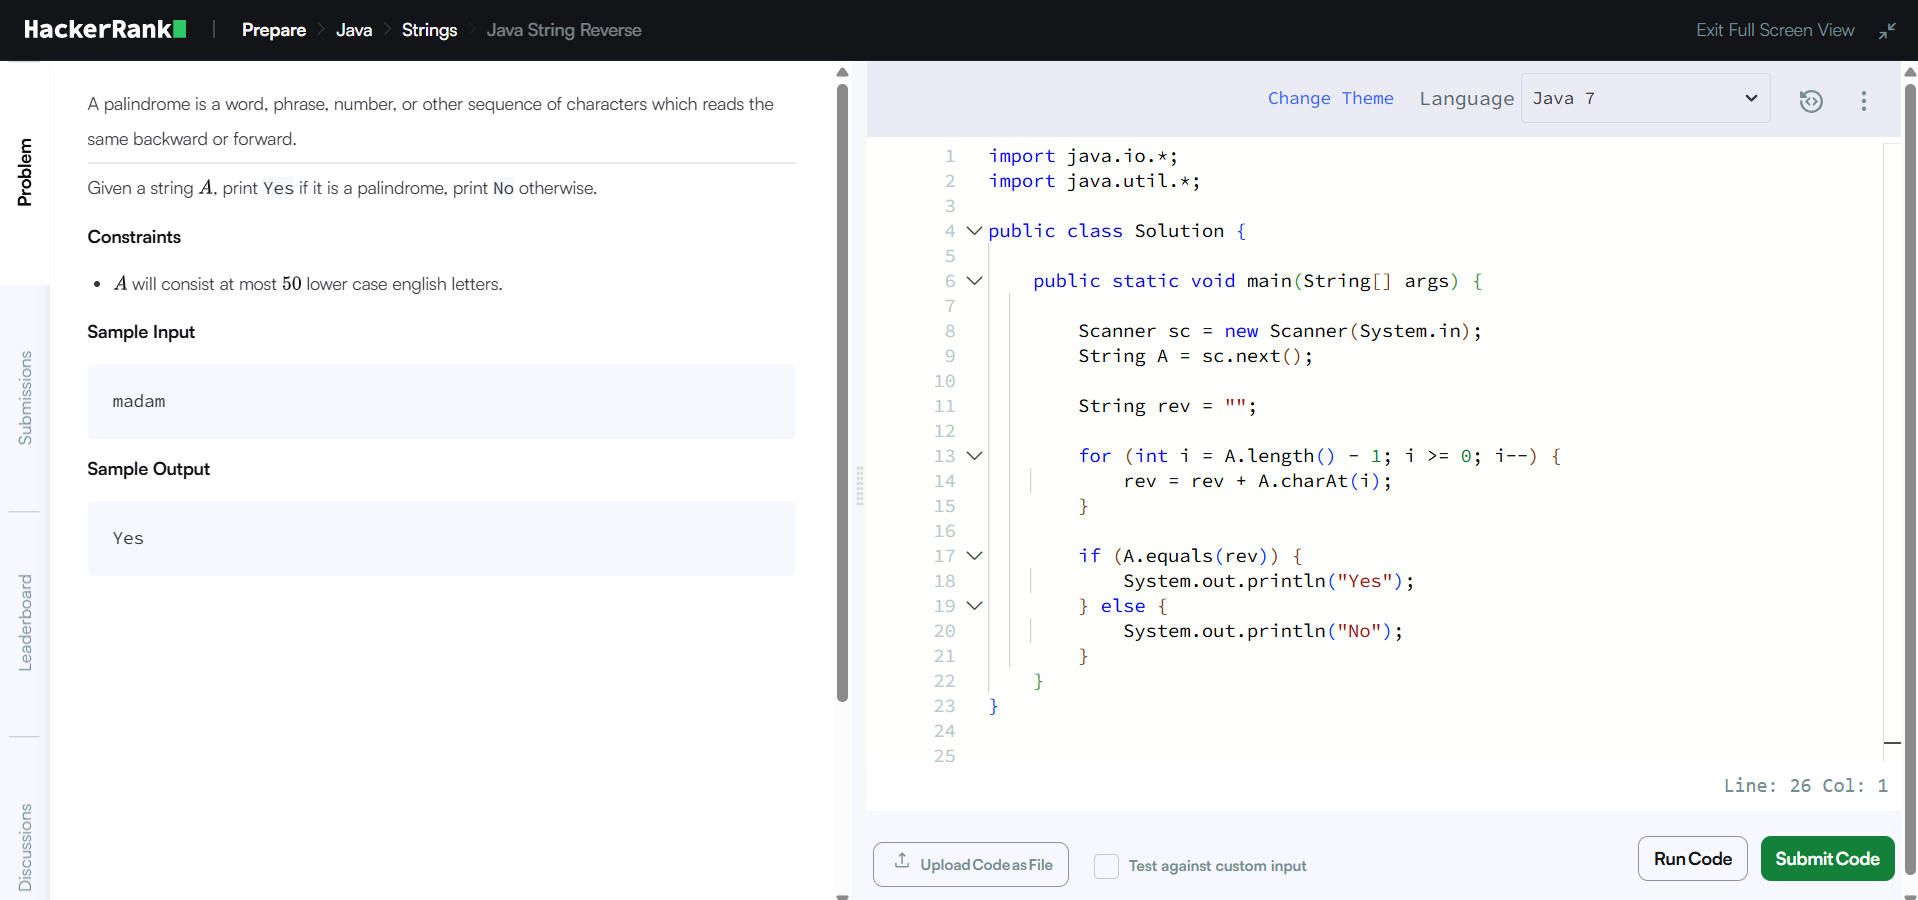 HackerRank | Prepare > Java > Strings > Java String Reverse
Exit Full Screen View
Problem
Submissions
Leaderboard
Discussions
A palindrome is a word, phrase, number, or other sequence of characters which reads the
same backward or forward.
Given a string A, print Yes if it is a palindrome, print No otherwise.
Constraints
• A will consist at most 50 lower case english letters.
Sample Input
madam
Sample Output
Yes
Change Theme Language Java 7
1 import java.io.*;
2 import java.util.*;
3
4 public class Solution {
5
6     public static void main(String[] args) {
7
8         Scanner sc = new Scanner(System.in);
9         String A = sc.next();
10
11         String rev = "";
12
13         for (int i = A.length() - 1; i >= 0; i--) {
14             rev = rev + A.charAt(i);
15         }
16
17         if (A.equals(rev)) {
18             System.out.println("Yes");
19         } else {
20             System.out.println("No");
21         }
22     }
23 }
24
25
Line: 26 Col: 1
Upload Code as File
Test against custom input
Run Code
Submit Code